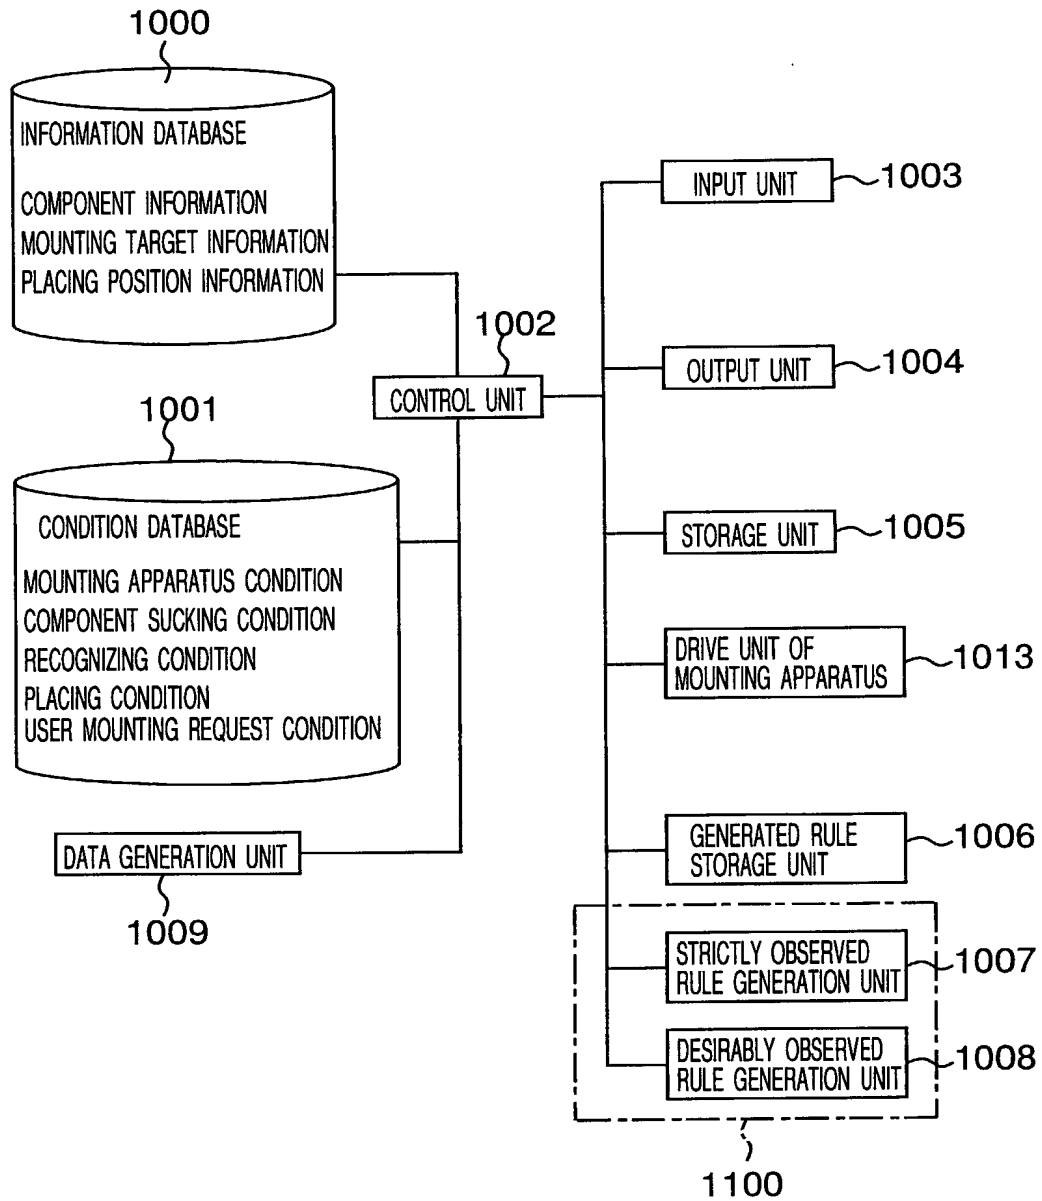 1000
INFORMATION DATABASE
COMPONENT INFORMATION
MOUNTING TARGET INFORMATION
PLACING POSITION INFORMATION
1002
CONTROL UNIT
1001
CONDITION DATABASE
MOUNTING APPARATUS CONDITION
COMPONENT SUCKING CONDITION
RECOGNIZING CONDITION
PLACING CONDITION
USER MOUNTING REQUEST CONDITION
DATA GENERATION UNIT
1009
INPUT UNIT
1003
OUTPUT UNIT
1004
STORAGE UNIT
1005
DRIVE UNIT OF
MOUNTING APPARATUS
1013
GENERATED RULE
STORAGE UNIT
1006
STRICTLY OBSERVED
RULE GENERATION UNIT
1007
DESIRABLY OBSERVED
RULE GENERATION UNIT
1008
1100